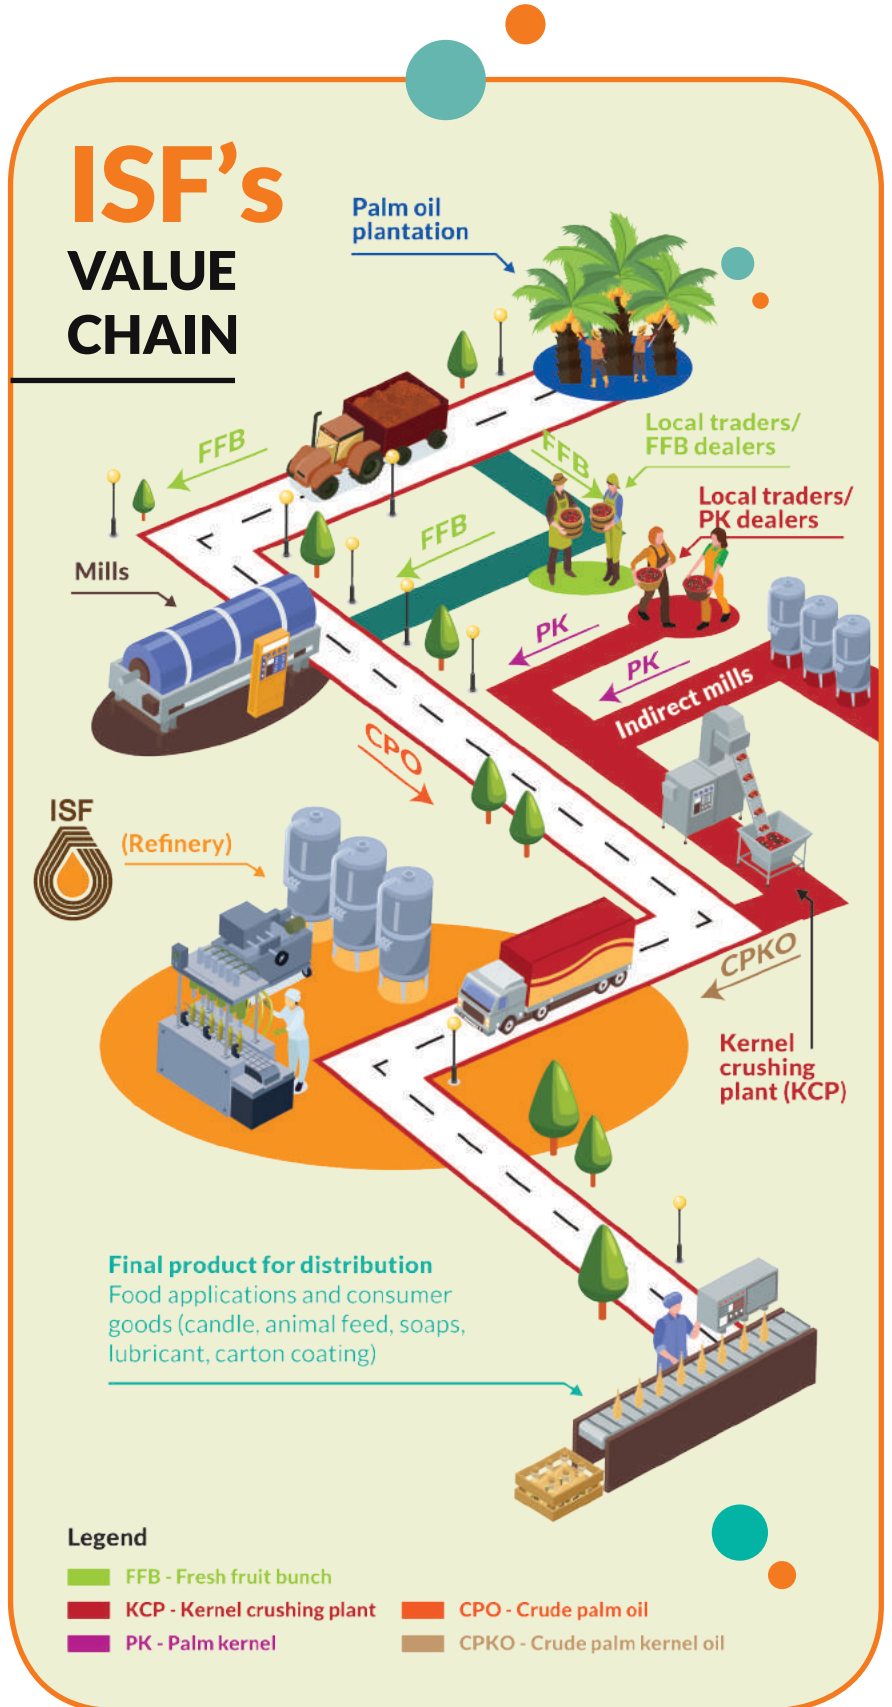 ISF's
VALUE
CHAIN
Palm oil
plantation
FFB
FFB
Local traders/
FFB dealers
Local traders/
PK dealers
FFB
Mills
PK
PK
Indirect mills
CPO
ISF
(Refinery)
CPKO
Kernel
crushing
plant (KCP)
Final product for distribution
Food applications and consumer
goods (candle, animal feed, soaps,
lubricant, carton coating)
Legend
FFB - Fresh fruit bunch
KCP - Kernel crushing plant
CPO - Crude palm oil
PK - Palm kernel
CPKO - Crude palm kernel oil